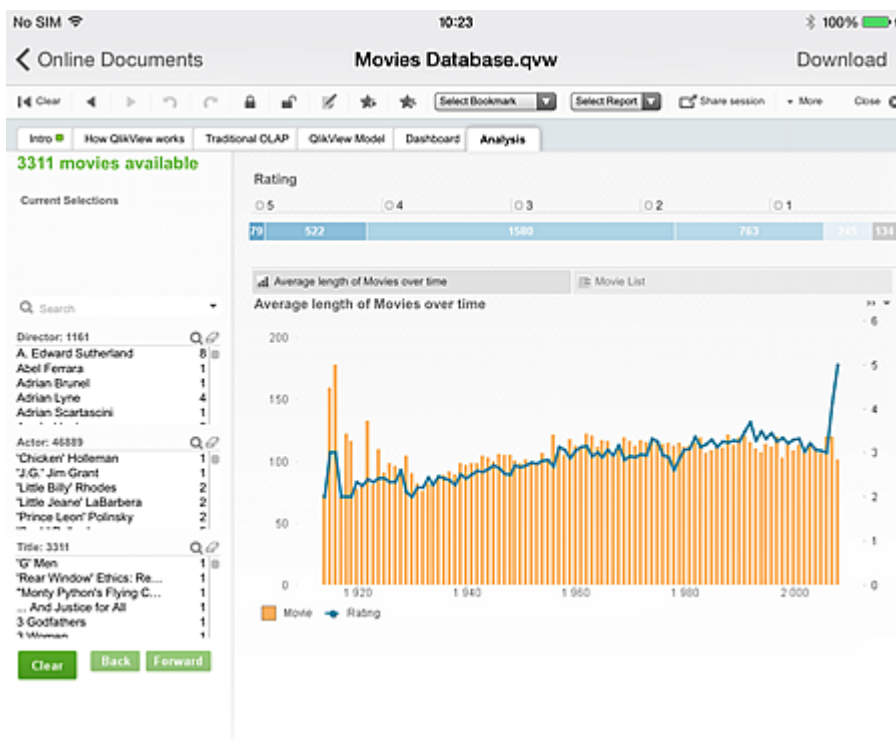 No SIM 10:23 100%
Online Documents Movies Database.qvw Download
Clear Select Bookmark Select Report Share session More Close
Intro How QlikView works Traditional OLAP QlikView Model Dashboard Analysis
3311 movies available
Current Selections
Rating
5 4 3 2 1
79 522 1580 763 245 134
Average length of Movies over time Movie List
Average length of Movies over time
Search
Director: 1161
A. Edward Sutherland 8
Abel Ferrara 1
Adrian Brunel 1
Adrian Lyne 4
Adrian Scartascini 1
Actor: 46889
'Chicken' Holleman 1
'J.G.' Jim Grant 1
'Little Billy' Rhodes 2
'Little Jeane' LaBarbera 2
'Prince Leon' Polinsky 2
Title: 3311
'G' Men 1
'Rear Window' Ethics: Re... 1
"Monty Python's Flying C... 1
... And Justice for All 1
3 Godfathers 1
3 Women 1
Clear Back Forward
200
150
100
50
0
6
5
4
3
2
1
0
1 920 1 940 1 960 1 980 2 000
Movie Rating